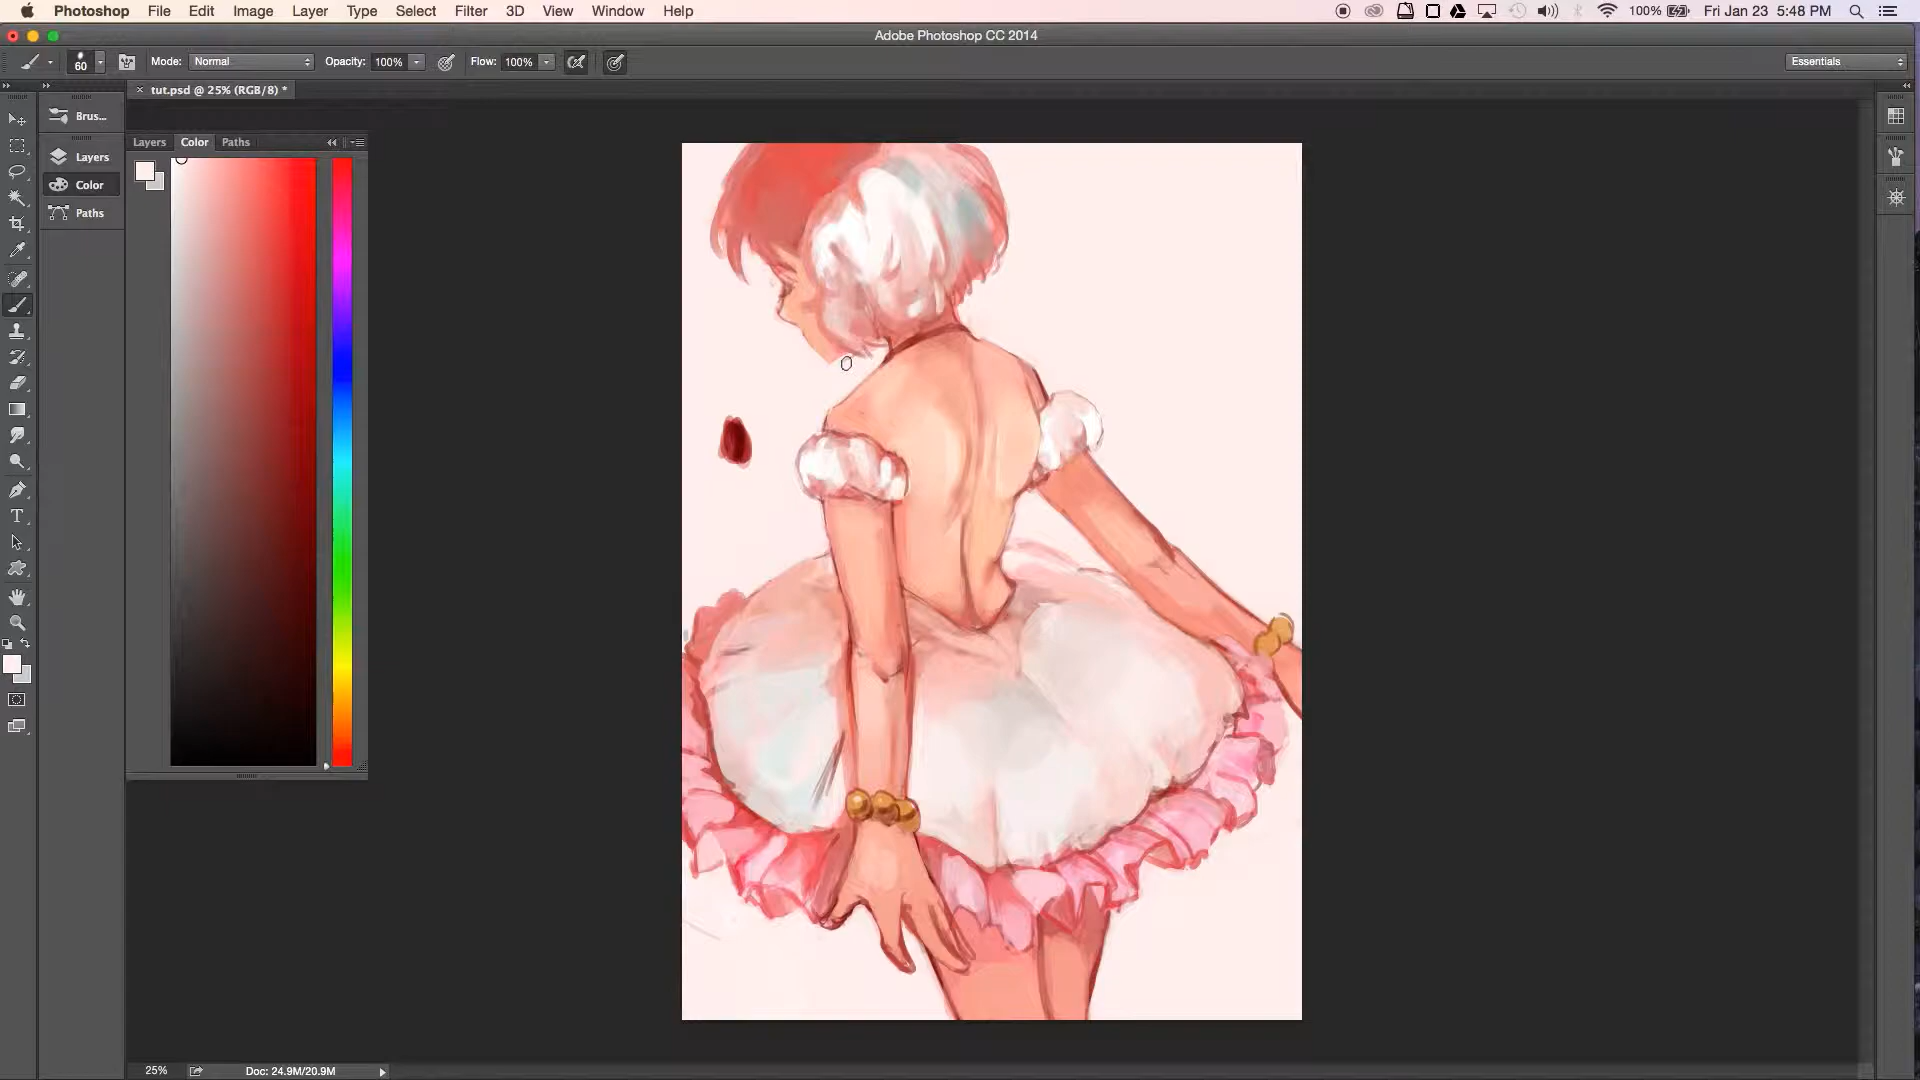 Photoshop File Edit Image Layer Type Select Filter 3D View Window Help 100% Fri Jan 23 5:48 PM
Adobe Photoshop CC 2014
60 Mode: Normal Opacity: 100% Flow: 100% Essentials
× tut.psd @ 25% (RGB/8) *
Brus...
Layers Color Paths
Layers
Color
Paths
T
25% Doc: 24.9M/20.9M